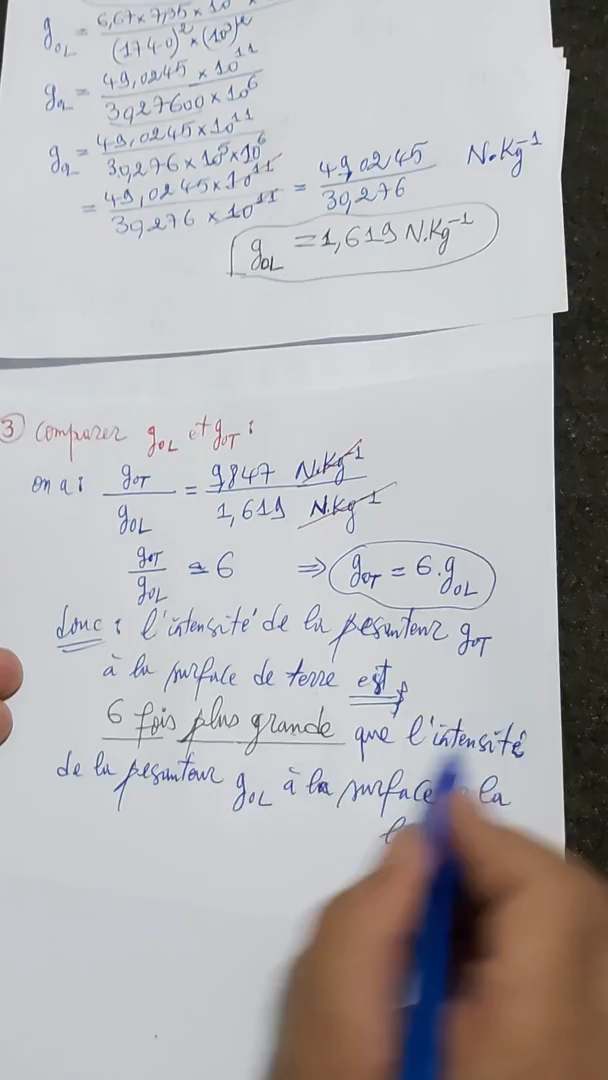 g₀L = 6,67 × 7,35 × 10
(1740)² × (10³)²
g₀L = 49,0245 × 10¹¹
3027600 × 10⁶
g₀L = 49,0245 × 10¹¹
30,276 × 10⁵ × 10⁶
= 49,0245 × 10¹¹ / 30,276 × 10¹¹ = 49,0245 / 30,276 N.Kg⁻¹
g₀L = 1,619 N.Kg⁻¹
③ Comparer g₀L et g₀T :
on a : g₀T / g₀L = 9,847 N.Kg⁻¹ / 1,619 N.Kg⁻¹
g₀T / g₀L ≈ 6 ⇒ g₀T = 6.g₀L
donc : l'intensité de la pesanteur g₀T
à la surface de terre est
6 fois plus grande que l'intensité
de la pesanteur g₀L à la surface la